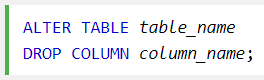 ALTER TABLE table_name
DROP COLUMN column_name;